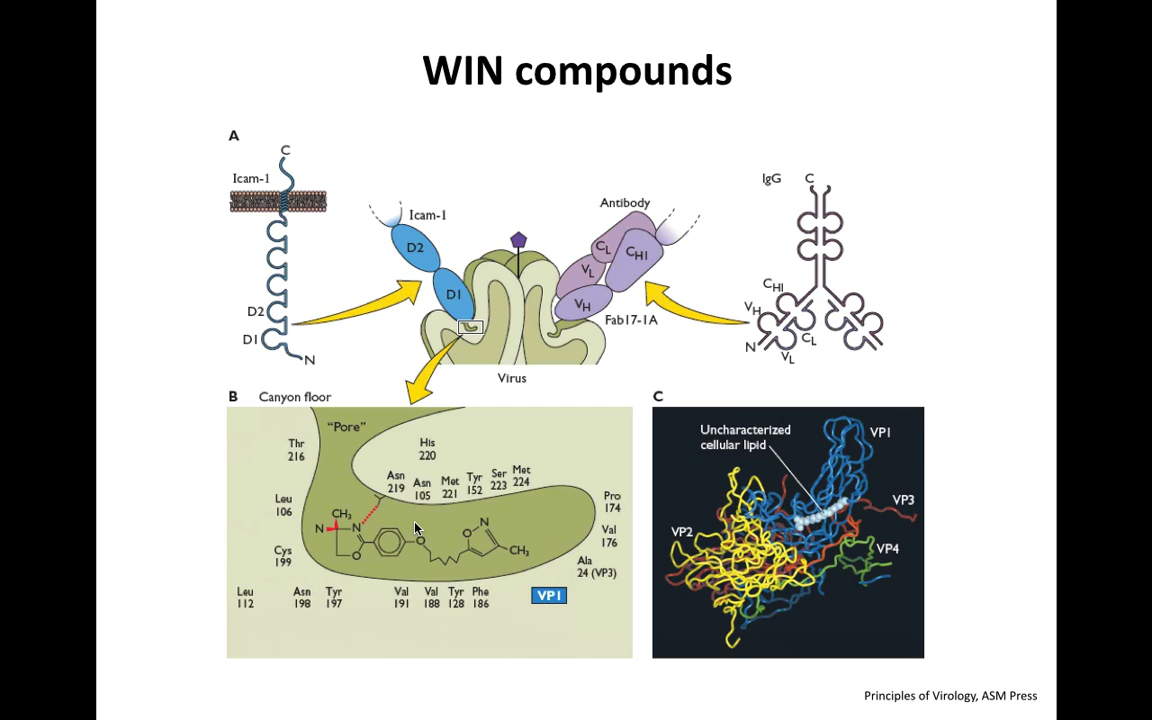 WIN compounds
A
C
Icam-1
D2
D1
N
Icam-1
D2
D1
Antibody
CL
CHI
VL
VH
Fab17-1A
Virus
IgG
C
CHI
VH
N
CL
VL
B
Canyon floor
"Pore"
Thr
216
His
220
Asn
219
Asn
105
Met
221
Tyr
152
Ser
223
Met
224
Leu
106
Pro
174
Val
176
Cys
199
Ala
24 (VP3)
CH3
N
N
O
O
O
N
CH3
Leu
112
Asn
198
Tyr
197
Val
191
Val
188
Tyr
128
Phe
186
VP1
C
Uncharacterized
cellular lipid
VP1
VP3
VP2
VP4
Principles of Virology, ASM Press